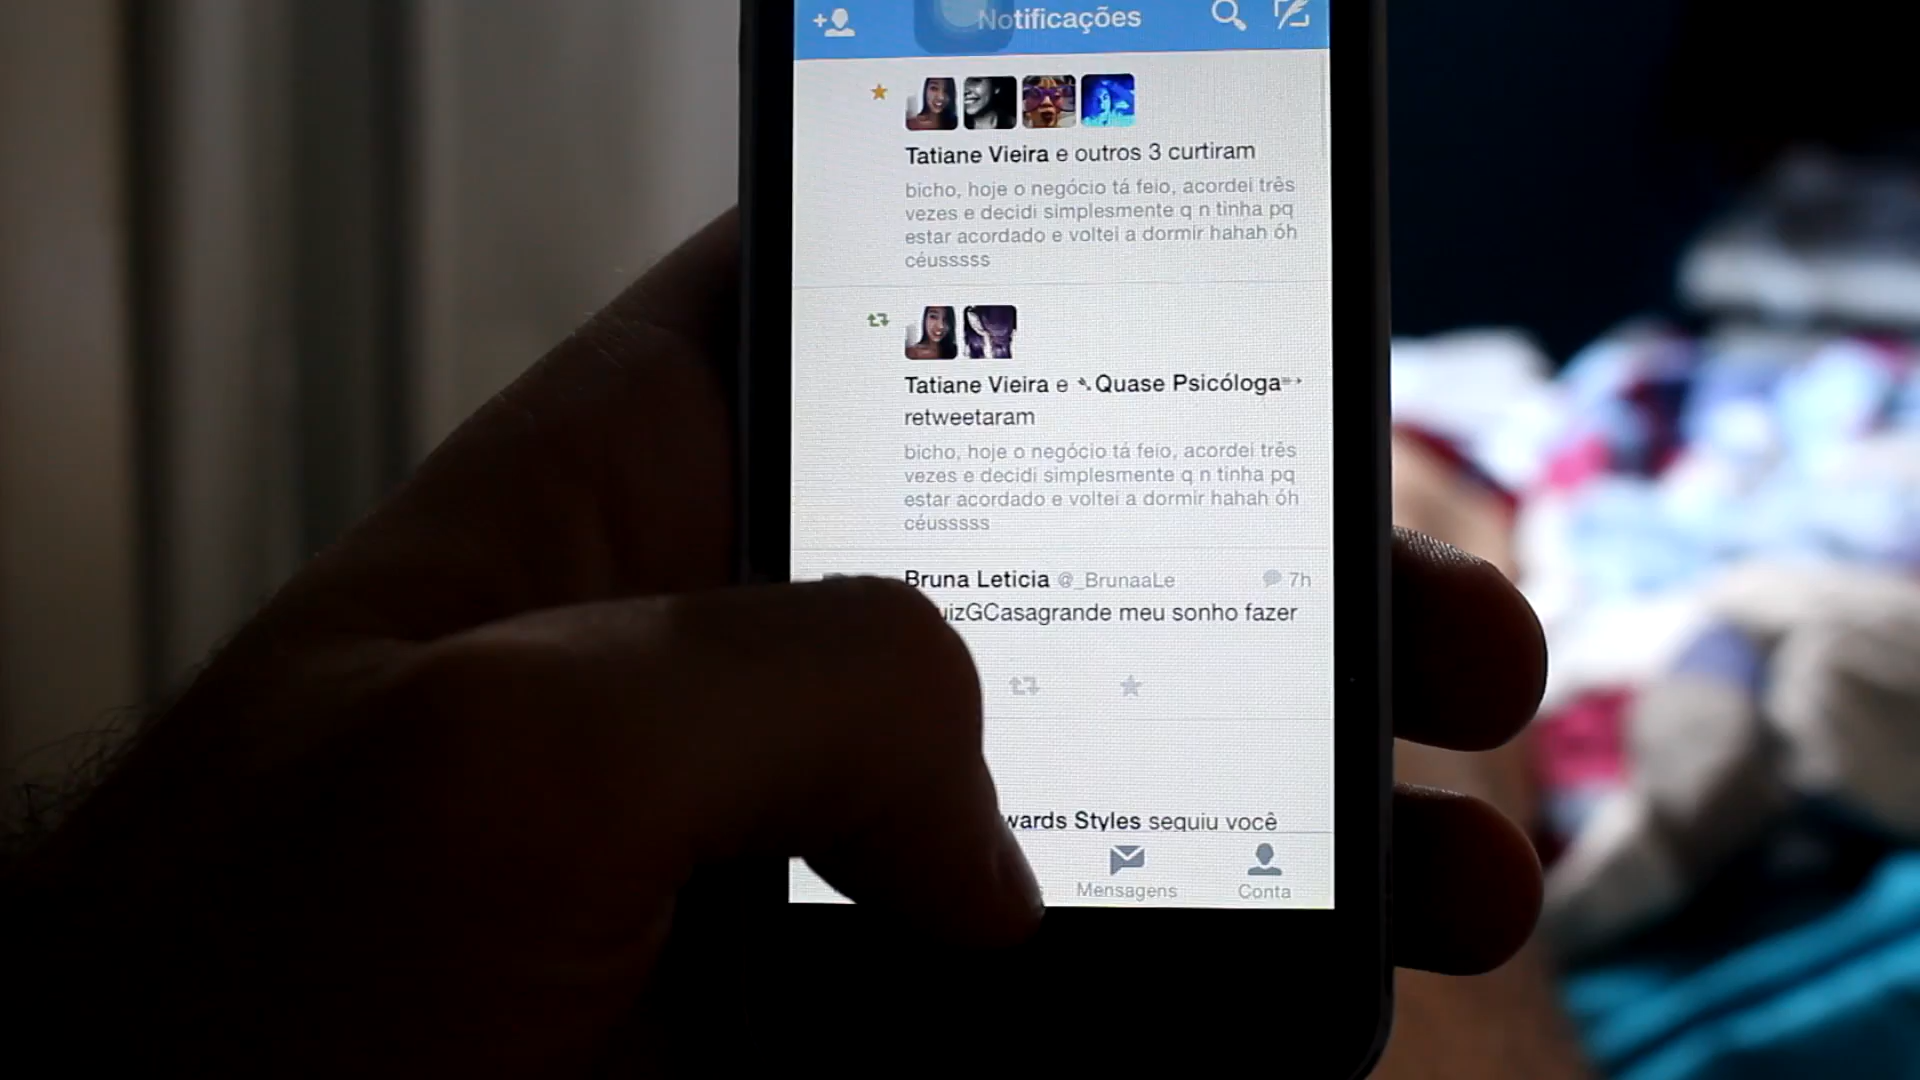 Notificações
Tatiane Vieira e outros 3 curtiram
bicho, hoje o negócio tá feio, acordei três
vezes e decidi simplesmente q n tinha pq
estar acordado e voltei a dormir hahah óh
céusssss
Tatiane Vieira e Quase Psicóloga
retweetaram
bicho, hoje o negócio tá feio, acordei três
vezes e decidi simplesmente q n tinha pq
estar acordado e voltei a dormir hahah óh
céusssss
Bruna Leticia @_BrunaaLe 7h
uizGCasagrande meu sonho fazer
wards Styles seguiu você
Mensagens
Conta